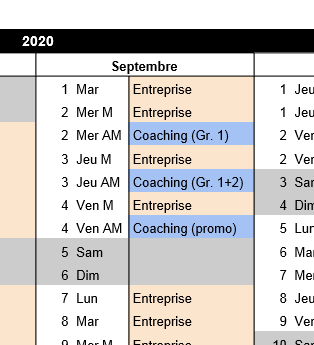 2020
Septembre
1 Mar Entreprise 1 Jeu
2 Mer M Entreprise 1 Jeu
2 Mer AM Coaching (Gr. 1) 2 Ven
3 Jeu M Entreprise 2 Ven
3 Jeu AM Coaching (Gr. 1+2) 3 Sam
4 Ven M Entreprise 4 Dim
4 Ven AM Coaching (promo) 5 Lun
5 Sam 6 Mar
6 Dim 7 Mer
7 Lun Entreprise 8 Jeu
8 Mar Entreprise 9 Ven
9 Mer M Entreprise 10 Sam